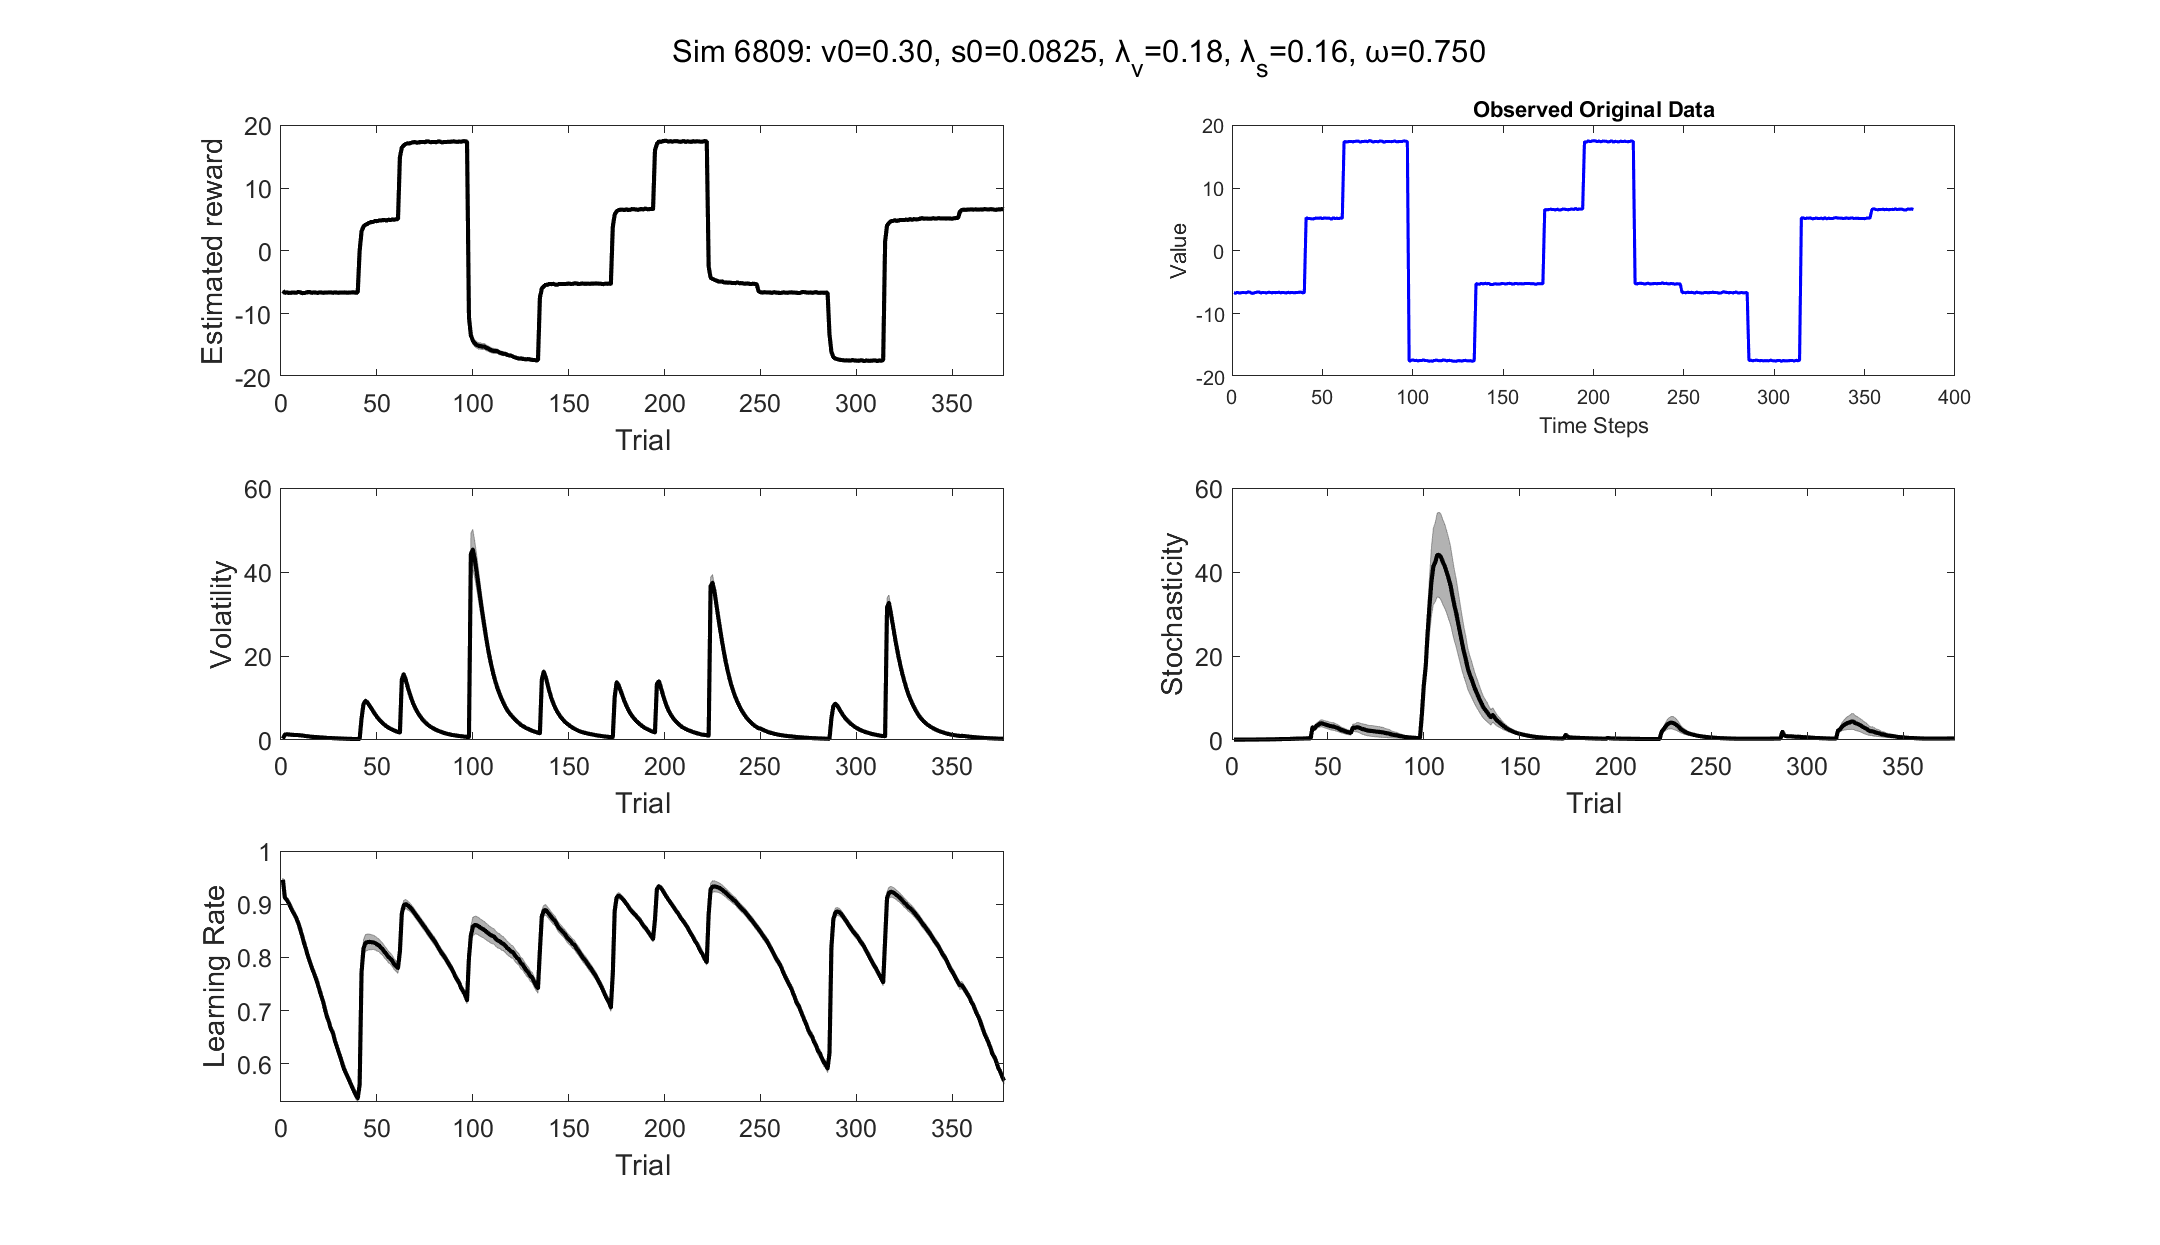 Sim 6809: v0=0.30, s0=0.0825, λ_v=0.18, λ_s=0.16, ω=0.750
Estimated reward
20
10
0
-10
-20
0 50 100 150 200 250 300 350
Trial
Observed Original Data
Value
20
10
0
-10
-20
0 50 100 150 200 250 300 350 400
Time Steps
Volatility
60
40
20
0
0 50 100 150 200 250 300 350
Trial
Stochasticity
60
40
20
0
0 50 100 150 200 250 300 350
Trial
Learning Rate
1
0.9
0.8
0.7
0.6
0 50 100 150 200 250 300 350
Trial